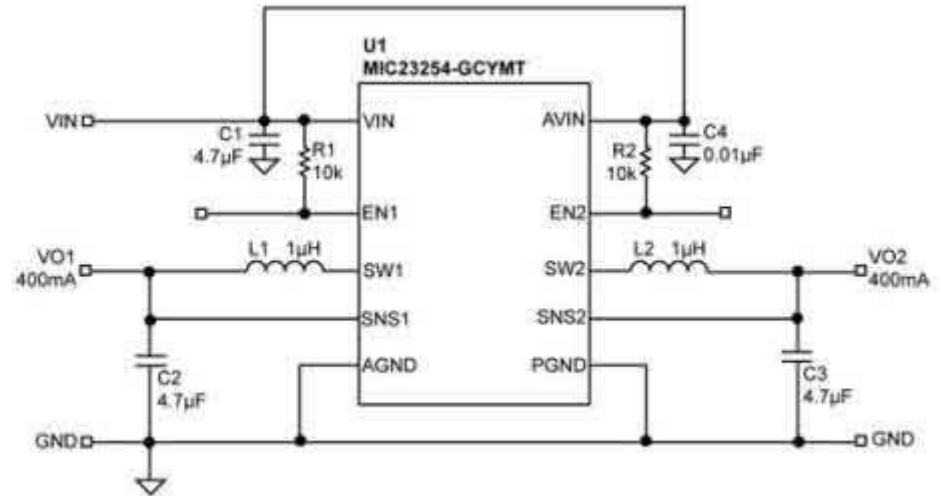 U1
MIC23254-GCYMT
VIN
C1
4.7µF
R1
10k
VIN
AVIN
R2
10k
C4
0.01µF
EN1
EN2
VO1
400mA
L1 1µH
SW1
SW2
L2 1µH
VO2
400mA
SNS1
SNS2
C2
4.7µF
AGND
PGND
C3
4.7µF
GND
GND